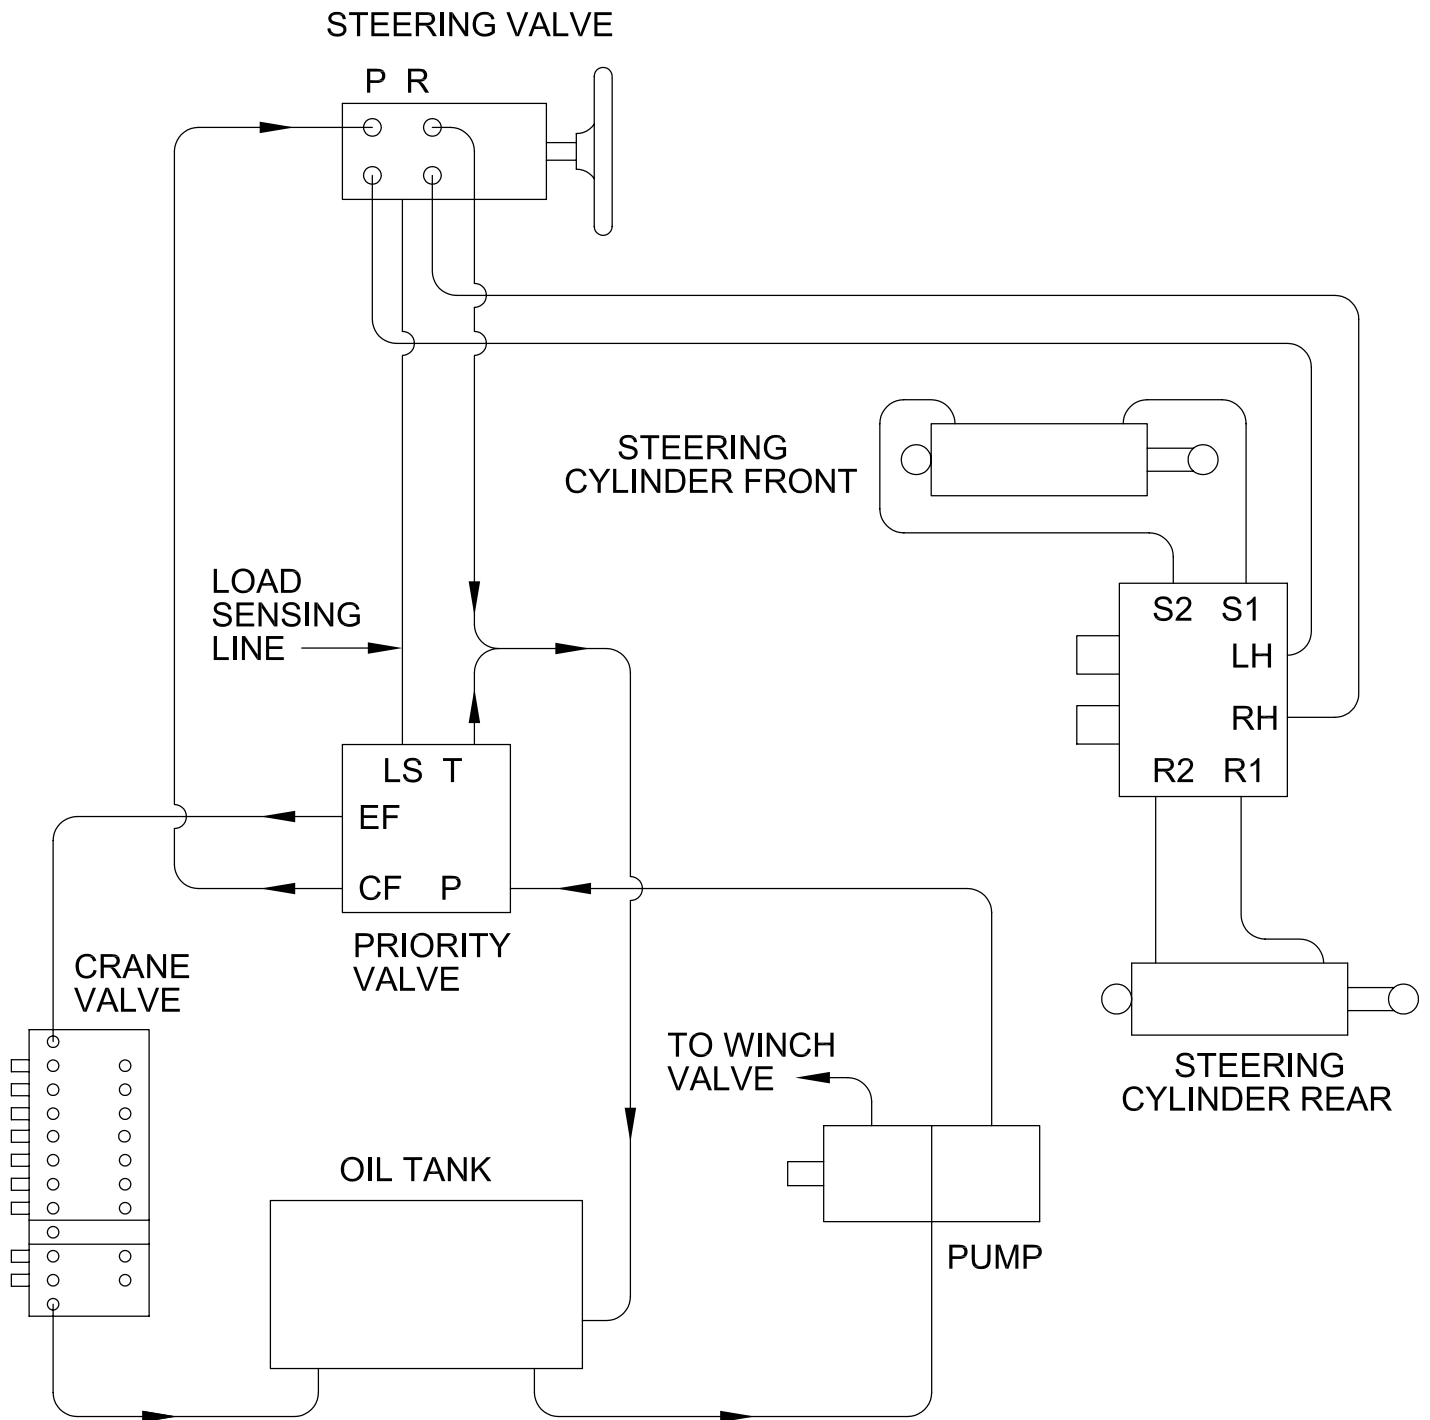 STEERING VALVE
P R
STEERING
CYLINDER FRONT
LOAD
SENSING
LINE
S2 S1
LH
RH
R2 R1
LS T
EF
CF P
PRIORITY
VALVE
CRANE
VALVE
TO WINCH
VALVE
STEERING
CYLINDER REAR
OIL TANK
PUMP